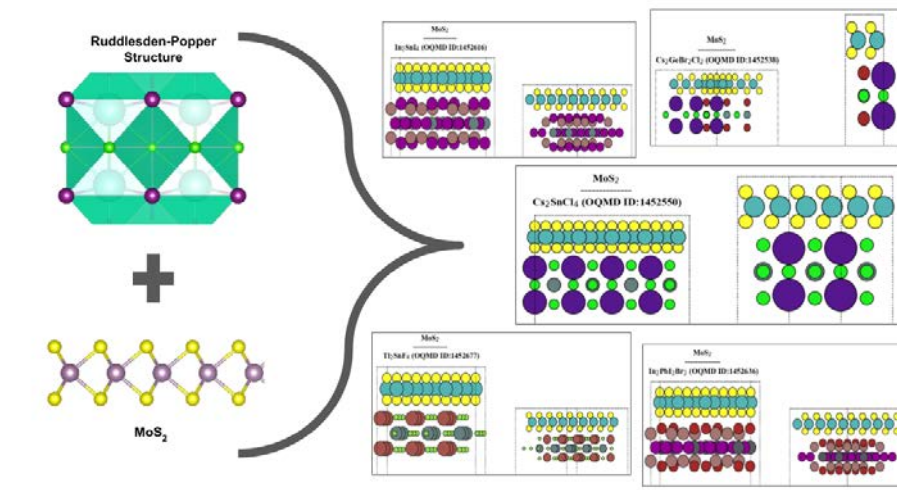 Ruddlesden-Popper
Structure
MoS₂
MoS₂
In₂SnI₄ (OQMD ID:1452616)
MoS₂
Cs₂GeBr₂Cl₂ (OQMD ID:1452538)
MoS₂
Cs₂SnCl₄ (OQMD ID:1452550)
MoS₂
Tl₂SnF₄ (OQMD ID:1452677)
MoS₂
In₂PbI₂Br₂ (OQMD ID:1452636)